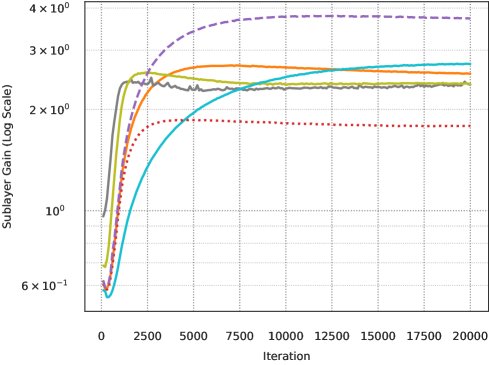 4 × 10⁰
3 × 10⁰
2 × 10⁰
10⁰
6 × 10⁻¹
Sublayer Gain (Log Scale)
0 2500 5000 7500 10000 12500 15000 17500 20000
Iteration